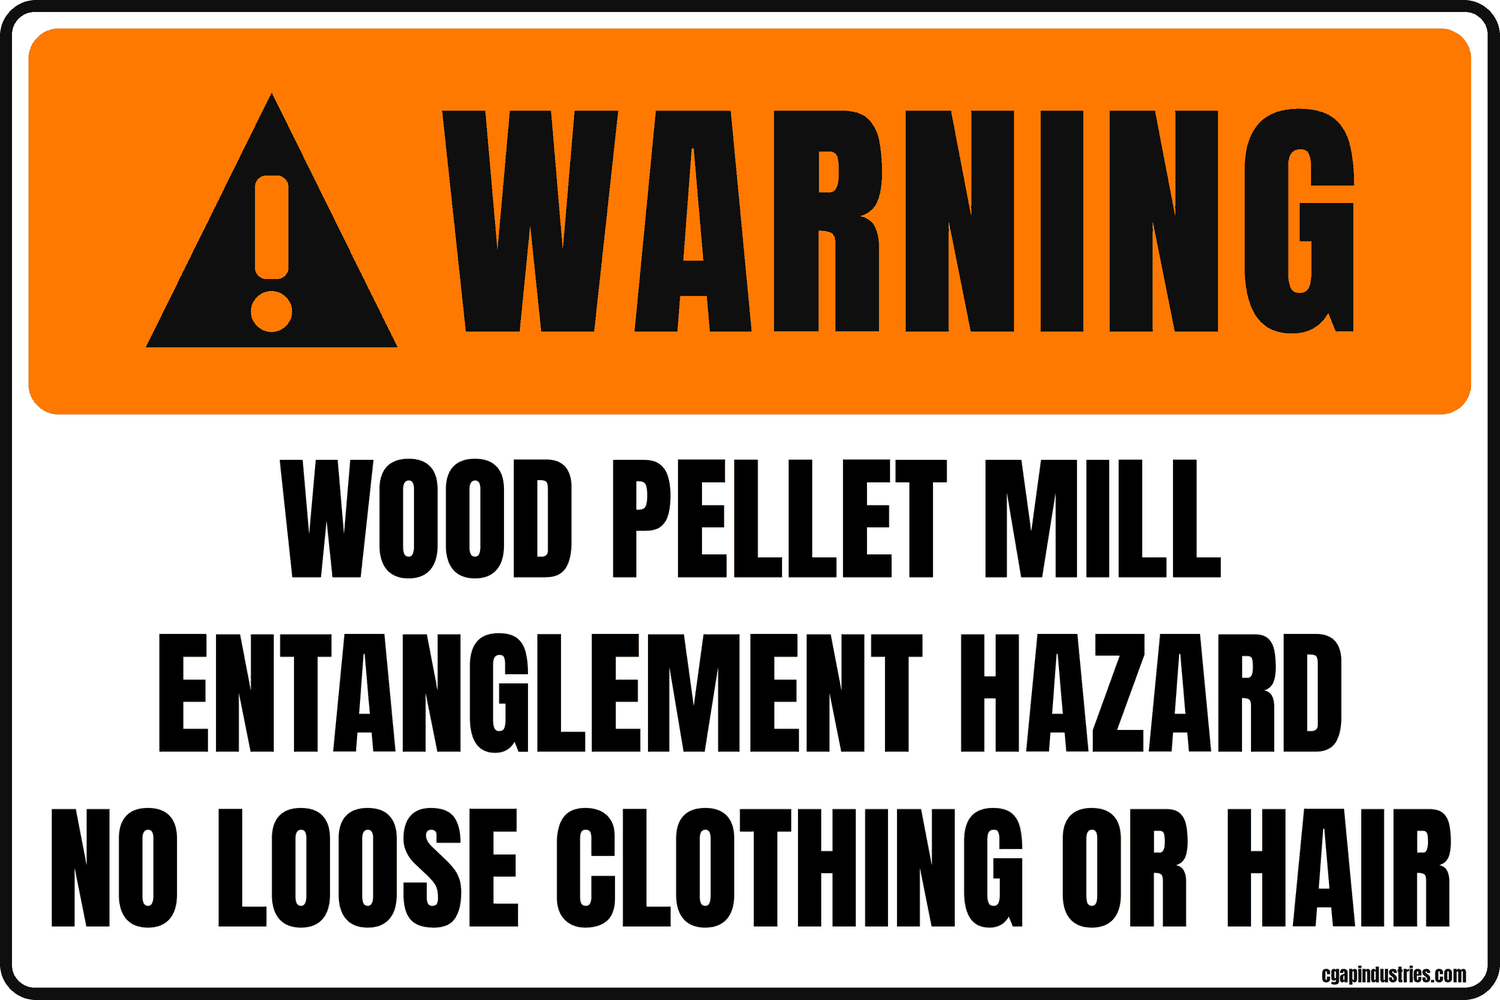 WARNING
WOOD PELLET MILL
ENTANGLEMENT HAZARD
NO LOOSE CLOTHING OR HAIR
cgapindustries.com